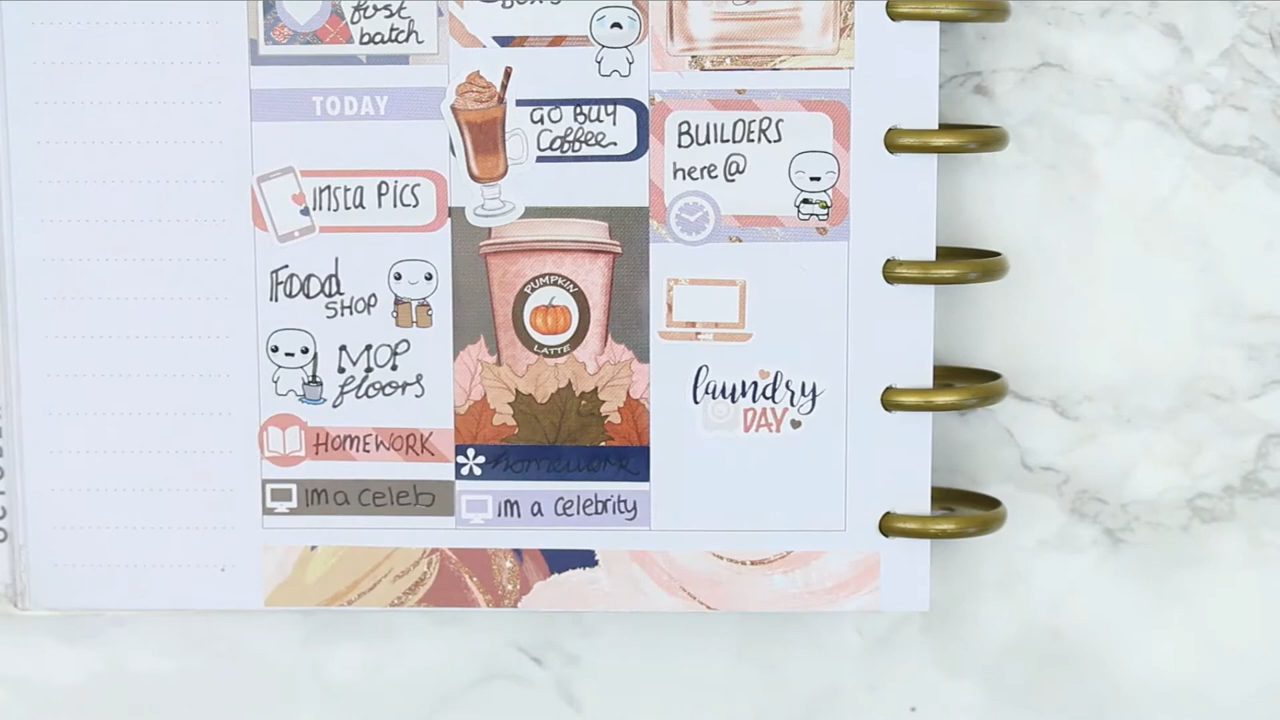 fust
batch
TODAY
insta Pics
Food
SHOP
MOP
floors
HOMEWORK
im a celeb
GO BUY
Coffee
PUMPKIN
LATTE
homework
im a celebrity
BUILDERS
here @
laundry
DAY